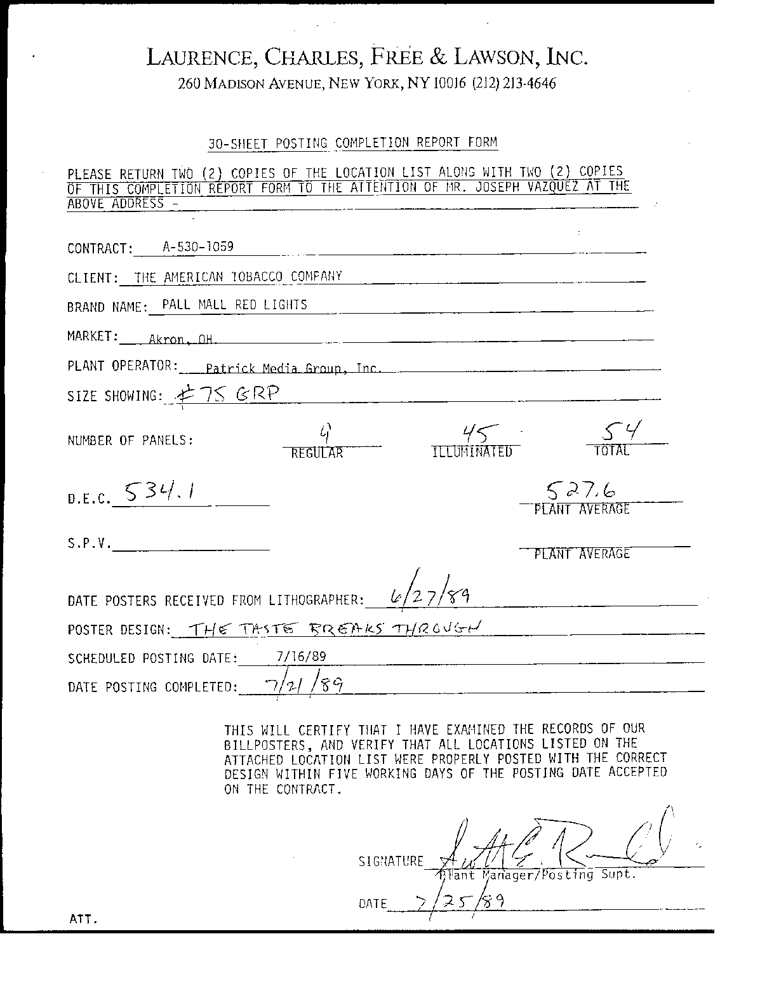 LAURENCE, CHARLES, FREE & LAWSON, INC.
260 MADISON AVENUE, NEW YORK, NY 10016 (212) 213-4646
30-SHEET POSTING COMPLETION REPORT FORM
PLEASE RETURN TWO (2) COPIES OF THE LOCATION LIST ALONG WITH TWO (2) COPIES
OF THIS COMPLETION REPORT FORM TO THE ATTENTION OF MR. JOSEPH VAZQUEZ AT THE
ABOVE ADDRESS -
CONTRACT: A-530-1059
CLIENT: THE AMERICAN TOBACCO COMPANY
BRAND NAME: PALL MALL RED LIGHTS
MARKET: Akron, OH.
PLANT OPERATOR: Patrick Media Group, Inc.
SIZE SHOWING: #75 GRP
NUMBER OF PANELS: 9 45 54
REGULAR ILLUMINATED TOTAL
D.E.C. 534.1 527.6
PLANT AVERAGE
S.P.V.
PLANT AVERAGE
DATE POSTERS RECEIVED FROM LITHOGRAPHER: 6/27/89
POSTER DESIGN: THE TASTE BREAKS THROUGH
SCHEDULED POSTING DATE: 7/16/89
DATE POSTING COMPLETED: 7/21/89
THIS WILL CERTIFY THAT I HAVE EXAMINED THE RECORDS OF OUR
BILLPOSTERS, AND VERIFY THAT ALL LOCATIONS LISTED ON THE
ATTACHED LOCATION LIST WERE PROPERLY POSTED WITH THE CORRECT
DESIGN WITHIN FIVE WORKING DAYS OF THE POSTING DATE ACCEPTED
ON THE CONTRACT.
SIGNATURE
Plant Manager/Posting Supt.
DATE 7/25/89
ATT.